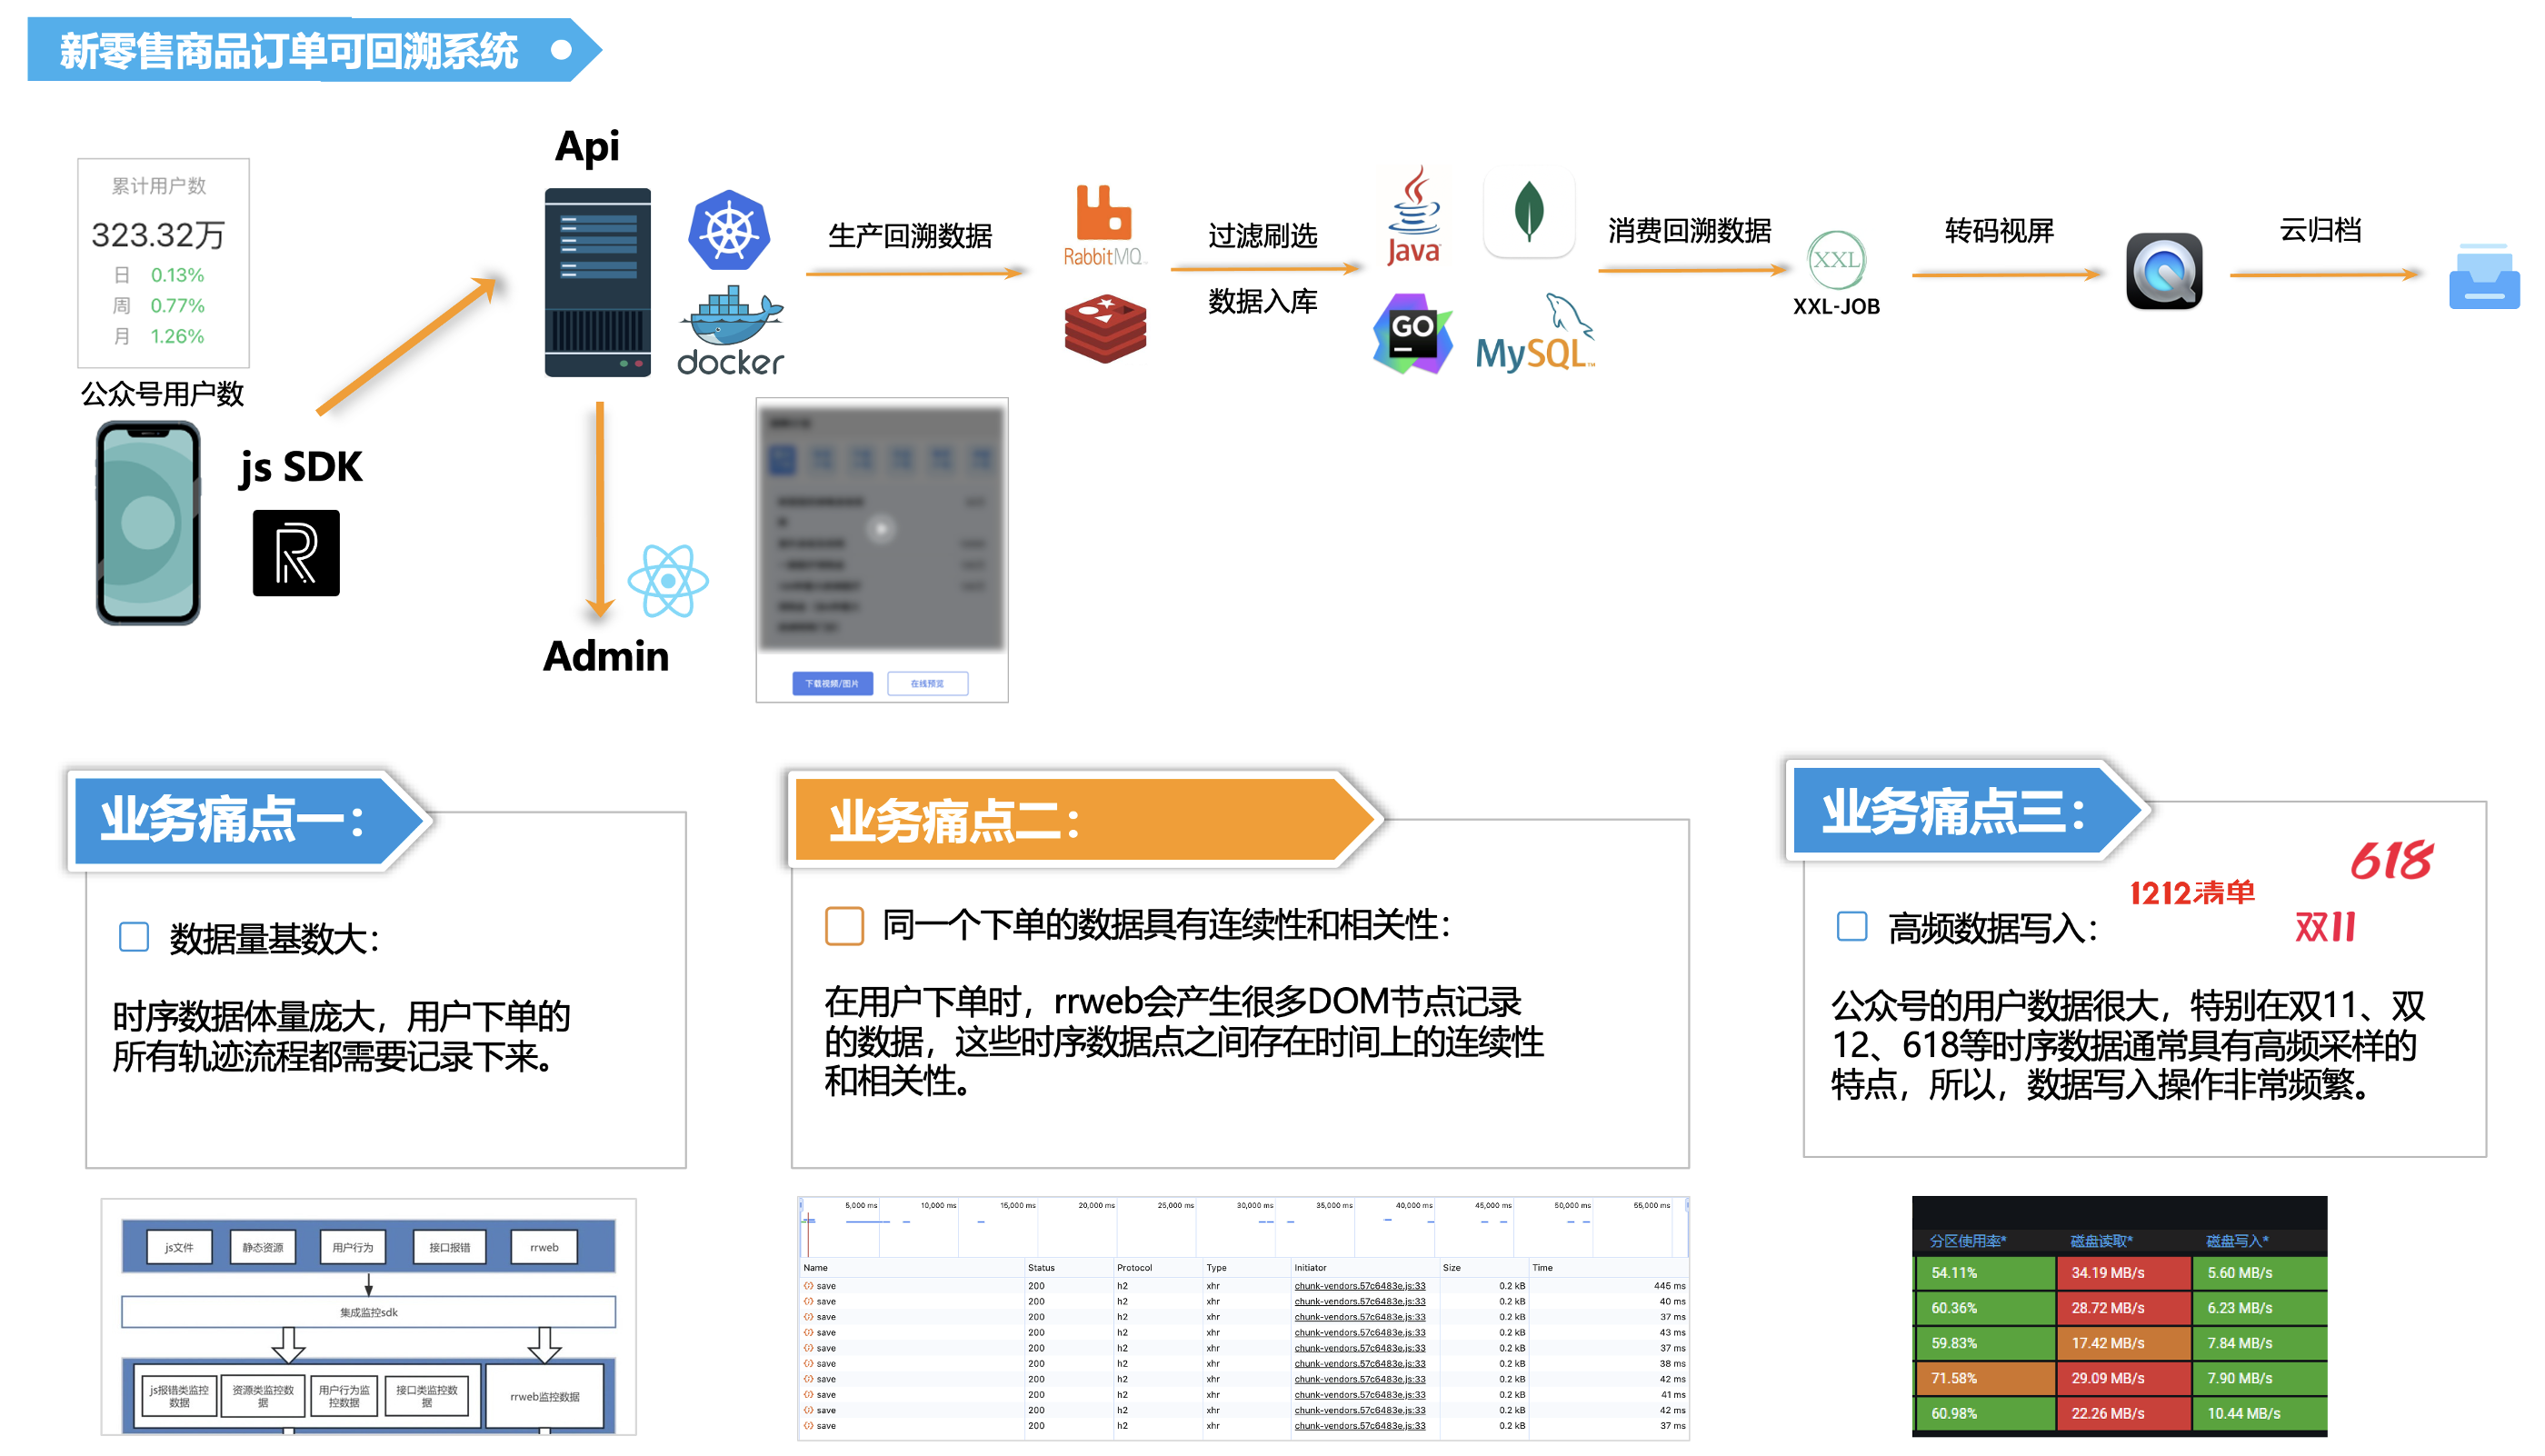 新零售商品订单可回溯系统
累计用户数
323.32万
日 0.13%
周 0.77%
月 1.26%
公众号用户数
js SDK
Api
docker
Admin
下载视频/图片 在线预览
生产回溯数据
RabbitMQ
过滤刷选
数据入库
Java
GO
MySQL
消费回溯数据
XXL
XXL-JOB
转码视屏
云归档
业务痛点一：
数据量基数大：
时序数据体量庞大，用户下单的
所有轨迹流程都需要记录下来。
业务痛点二：
同一个下单的数据具有连续性和相关性：
在用户下单时，rrweb会产生很多DOM节点记录
的数据，这些时序数据点之间存在时间上的连续性
和相关性。
业务痛点三：
618
1212清单
双11
高频数据写入：
公众号的用户数据很大，特别在双11、双
12、618等时序数据通常具有高频采样的
特点，所以，数据写入操作非常频繁。
js文件 静态资源 用户行为 接口报错 rrweb
集成监控sdk
js报错类监控
数据
资源类监控数
据
用户行为监
控数据
接口类监控数
据
rrweb监控数据
5,000 ms 10,000 ms 15,000 ms 20,000 ms 25,000 ms 30,000 ms 35,000 ms 40,000 ms 45,000 ms 50,000 ms 55,000 ms
Name Status Protocol Type Initiator Size Time
save 200 h2 xhr chunk-vendors.57c6483e.js:33 0.2 kB 445 ms
save 200 h2 xhr chunk-vendors.57c6483e.js:33 0.2 kB 40 ms
save 200 h2 xhr chunk-vendors.57c6483e.js:33 0.2 kB 37 ms
save 200 h2 xhr chunk-vendors.57c6483e.js:33 0.2 kB 43 ms
save 200 h2 xhr chunk-vendors.57c6483e.js:33 0.2 kB 37 ms
save 200 h2 xhr chunk-vendors.57c6483e.js:33 0.2 kB 38 ms
save 200 h2 xhr chunk-vendors.57c6483e.js:33 0.2 kB 42 ms
save 200 h2 xhr chunk-vendors.57c6483e.js:33 0.2 kB 41 ms
save 200 h2 xhr chunk-vendors.57c6483e.js:33 0.2 kB 42 ms
save 200 h2 xhr chunk-vendors.57c6483e.js:33 0.2 kB 37 ms
分区使用率* 磁盘读取* 磁盘写入*
54.11% 34.19 MB/s 5.60 MB/s
60.36% 28.72 MB/s 6.23 MB/s
59.83% 17.42 MB/s 7.84 MB/s
71.58% 29.09 MB/s 7.90 MB/s
60.98% 22.26 MB/s 10.44 MB/s